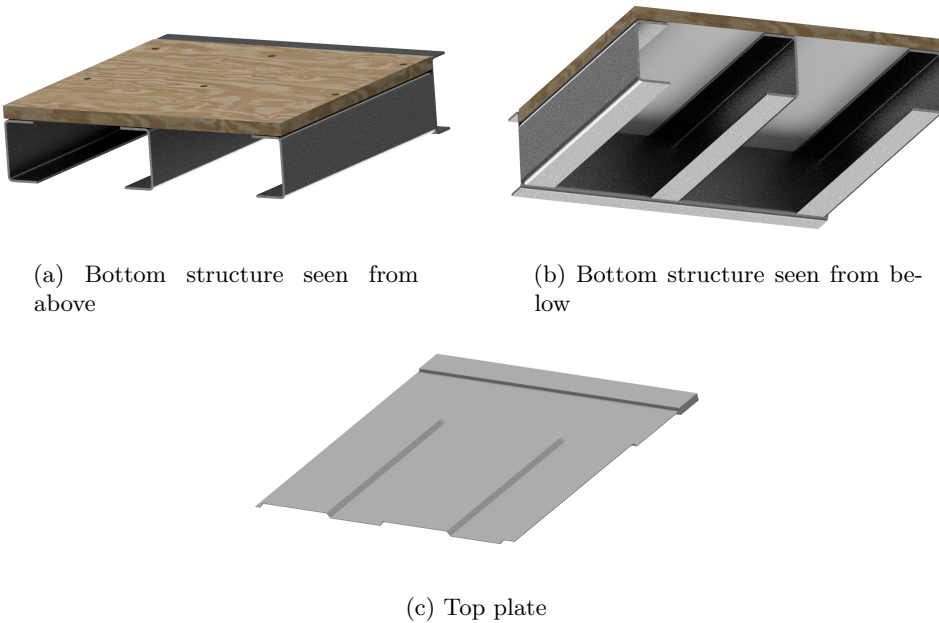 (a) Bottom structure seen from
above
(b) Bottom structure seen from be-
low
(c) Top plate